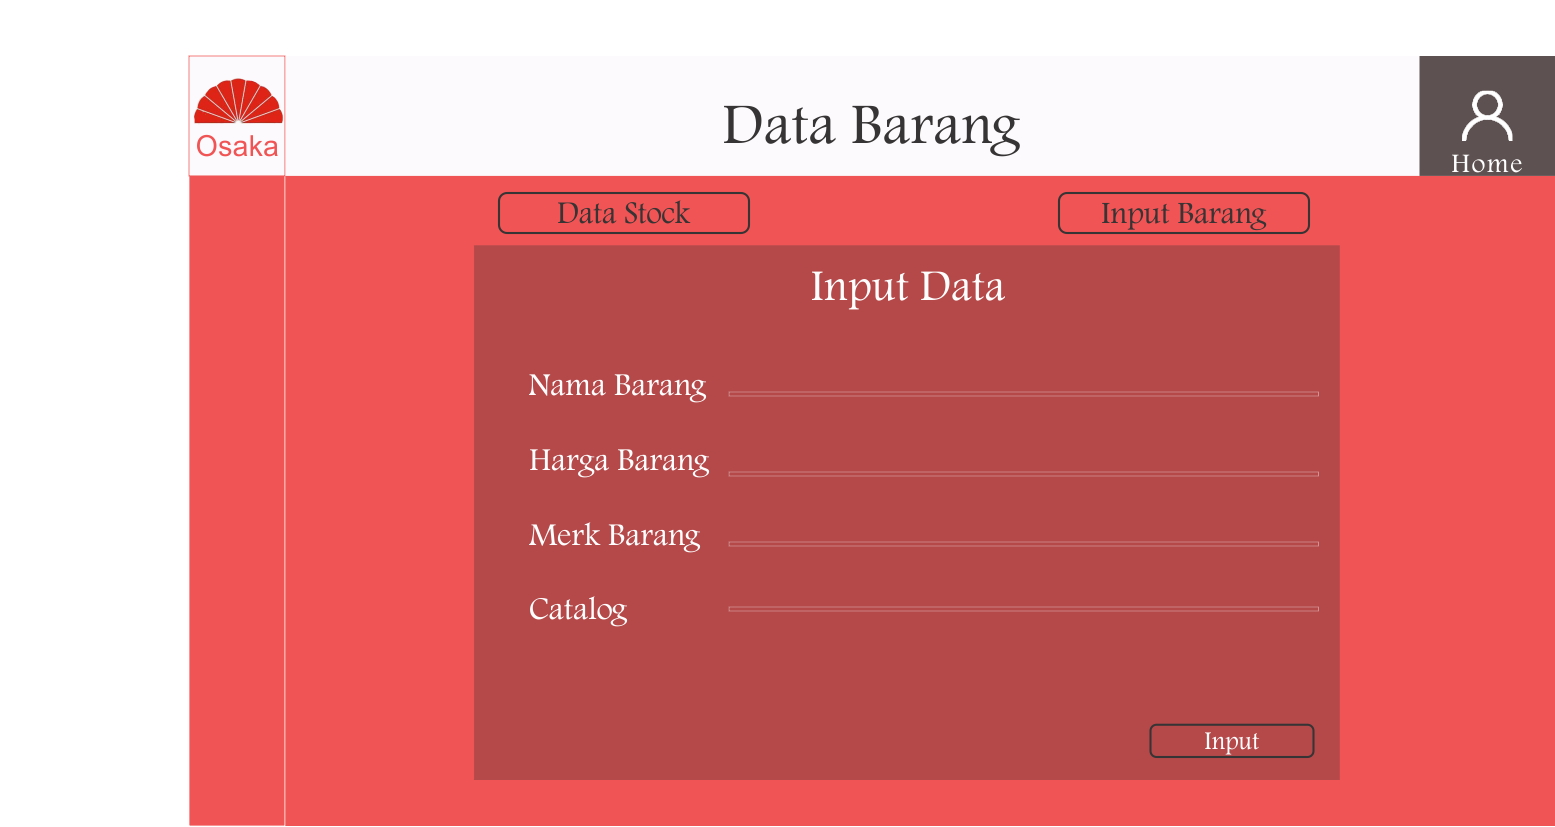 Osaka
Data Barang
Home
Data Stock
Input Barang
Input Data
Nama Barang
Harga Barang
Merk Barang
Catalog
Input